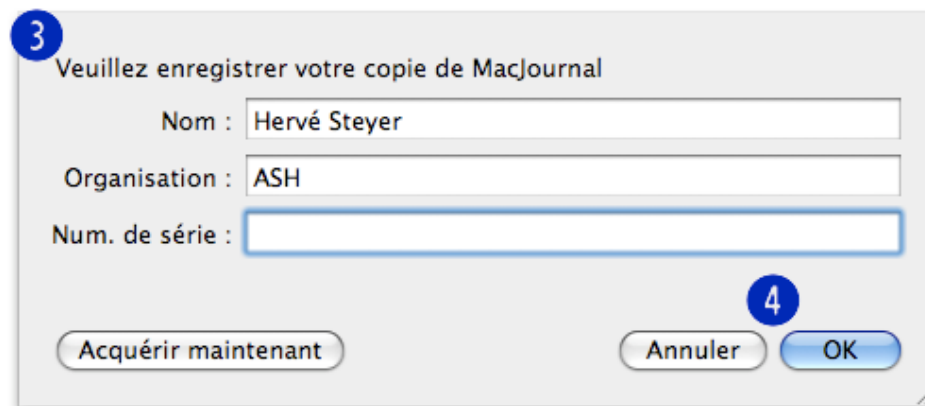 3
Veuillez enregistrer votre copie de MacJournal
Nom : Hervé Steyer
Organisation : ASH
Num. de série :
4
Acquérir maintenant Annuler OK